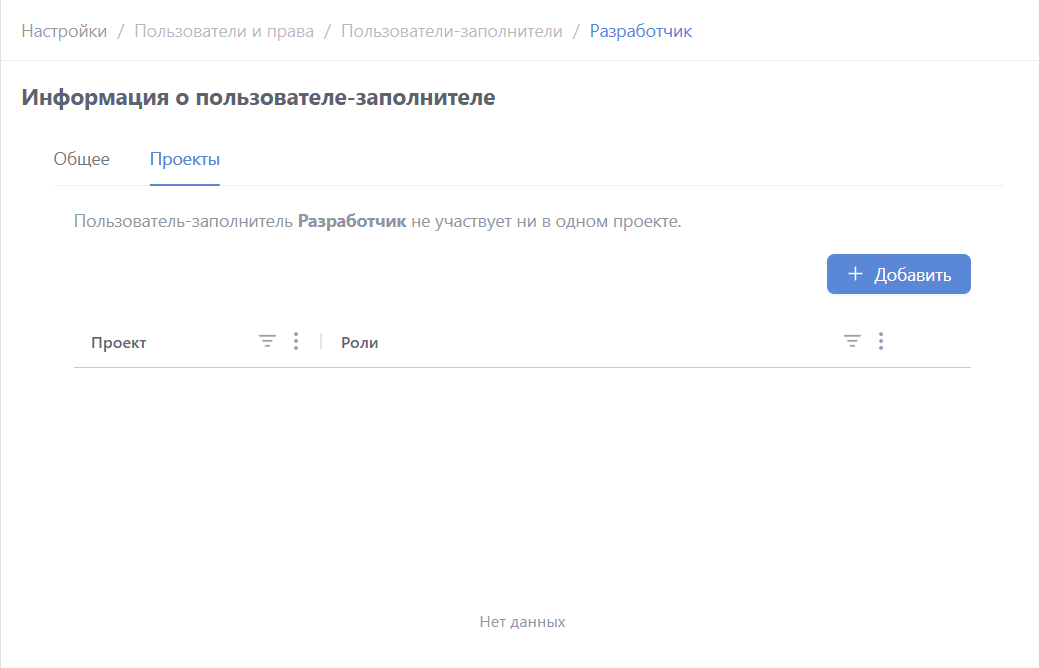 Настройки / Пользователи и права / Пользователи-заполнители / Разработчик
Информация о пользователе-заполнителе
Общее Проекты
Пользователь-заполнитель Разработчик не участвует ни в одном проекте.
+ Добавить
Проект Роли
Нет данных